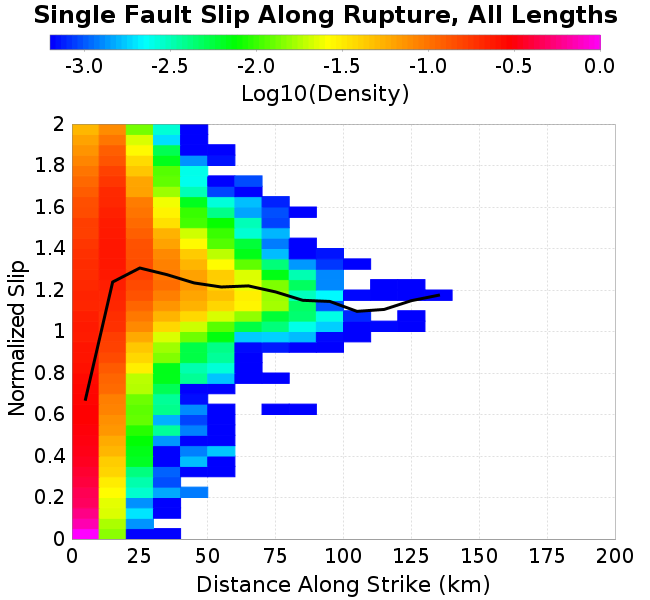 Single Fault Slip Along Rupture, All Lengths
-3.0 -2.5 -2.0 -1.5 -1.0 -0.5 0.0
Log10(Density)
2
1.8
1.6
1.4
1.2
1
0.8
0.6
0.4
0.2
0
Normalized Slip
0 25 50 75 100 125 150 175 200
Distance Along Strike (km)